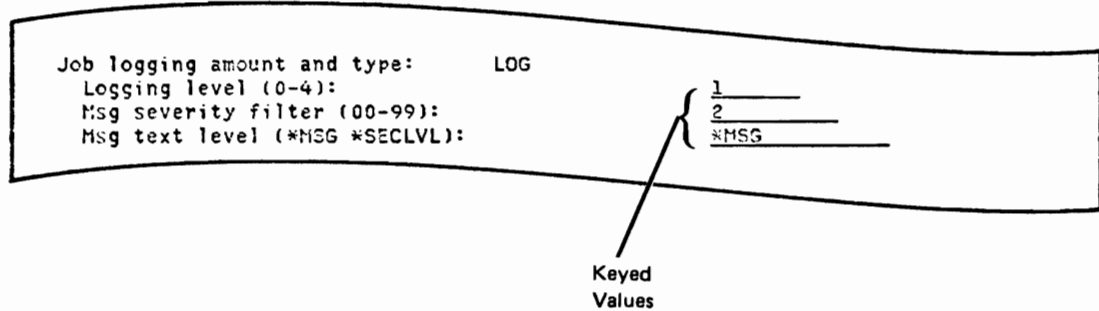 Job logging amount and type: LOG
Logging level (0-4): 1
Msg severity filter (00-99): 2
Msg text level (*MSG *SECLVL): *MSG
Keyed
Values